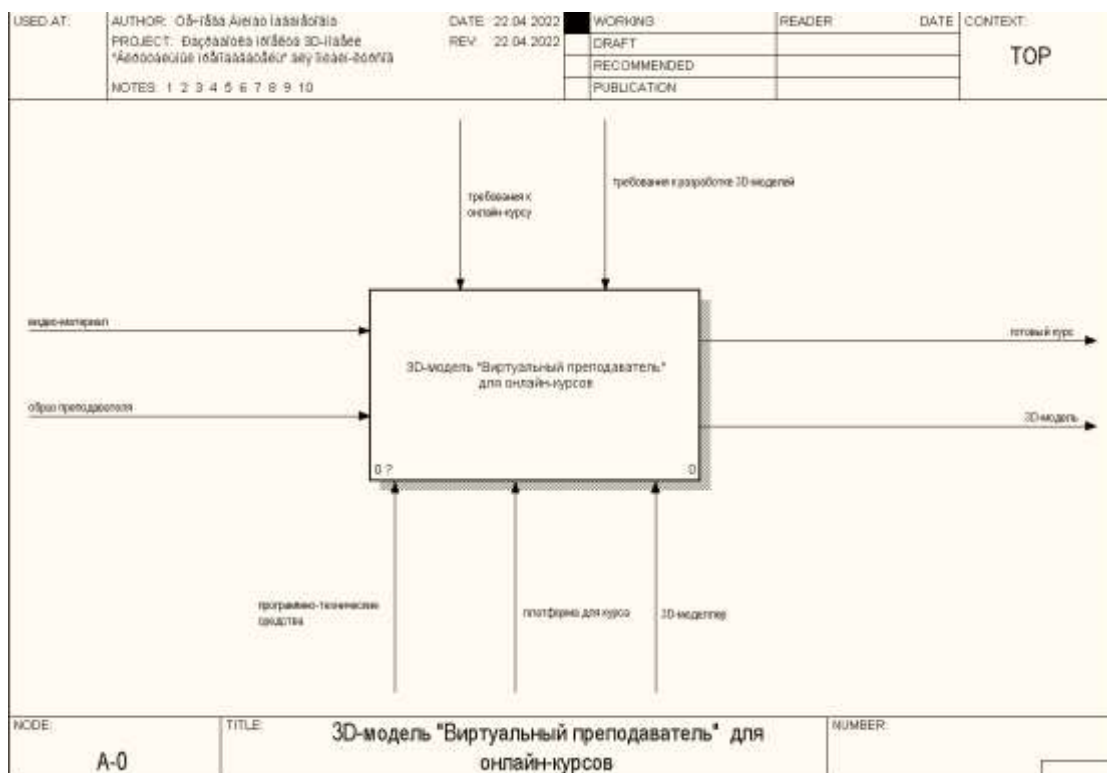 USED AT:
AUTHOR:
DATE: 22.04.2022
REV: 22.04.2022
PROJECT: 3D-
NOTES: 1 2 3 4 5 6 7 8 9 10
WORKING
DRAFT
RECOMMENDED
PUBLICATION
READER
DATE
CONTEXT:
TOP
требования к
онлайн-курсу
требования к разработке 3D-моделей
видео-материал
образ преподавателя
3D-модель "Виртуальный преподаватель"
для онлайн-курсов
0 ?
0
готовый курс
3D-модель
программно-технические
средства
платформа для курса
3D-моделлер
NODE:
A-0
TITLE:
3D-модель "Виртуальный преподаватель" для
онлайн-курсов
NUMBER: